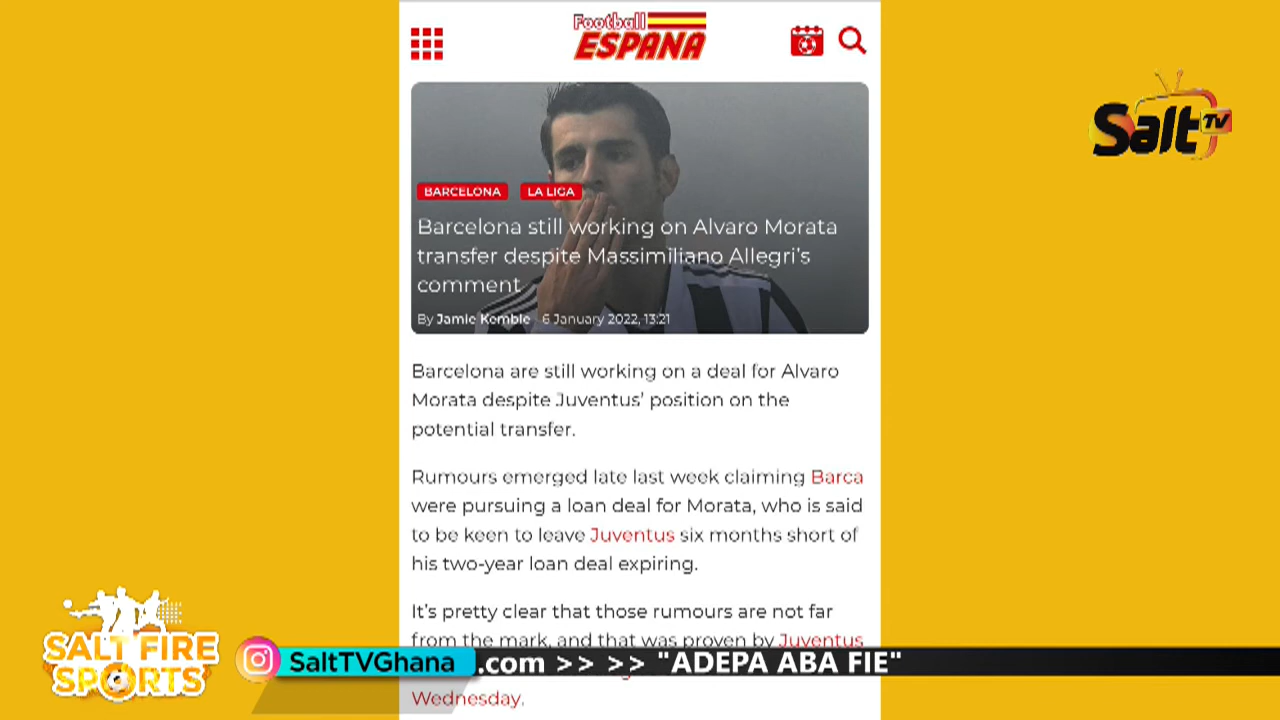 Football
ESPANA
Salt TV
BARCELONA LA LIGA
Barcelona still working on Alvaro Morata
transfer despite Massimiliano Allegri's
comment
By Jamie Kemble 6 January 2022, 13:21
Barcelona are still working on a deal for Alvaro
Morata despite Juventus' position on the
potential transfer.
Rumours emerged late last week claiming Barca
were pursuing a loan deal for Morata, who is said
to be keen to leave Juventus six months short of
his two-year loan deal expiring.
It's pretty clear that those rumours are not far
from the mark, and that was proven by Juventus
Wednesday.
SALT FIRE
SPORTS
SaltTVGhana .com >> >> "ADEPA ABA FIE"